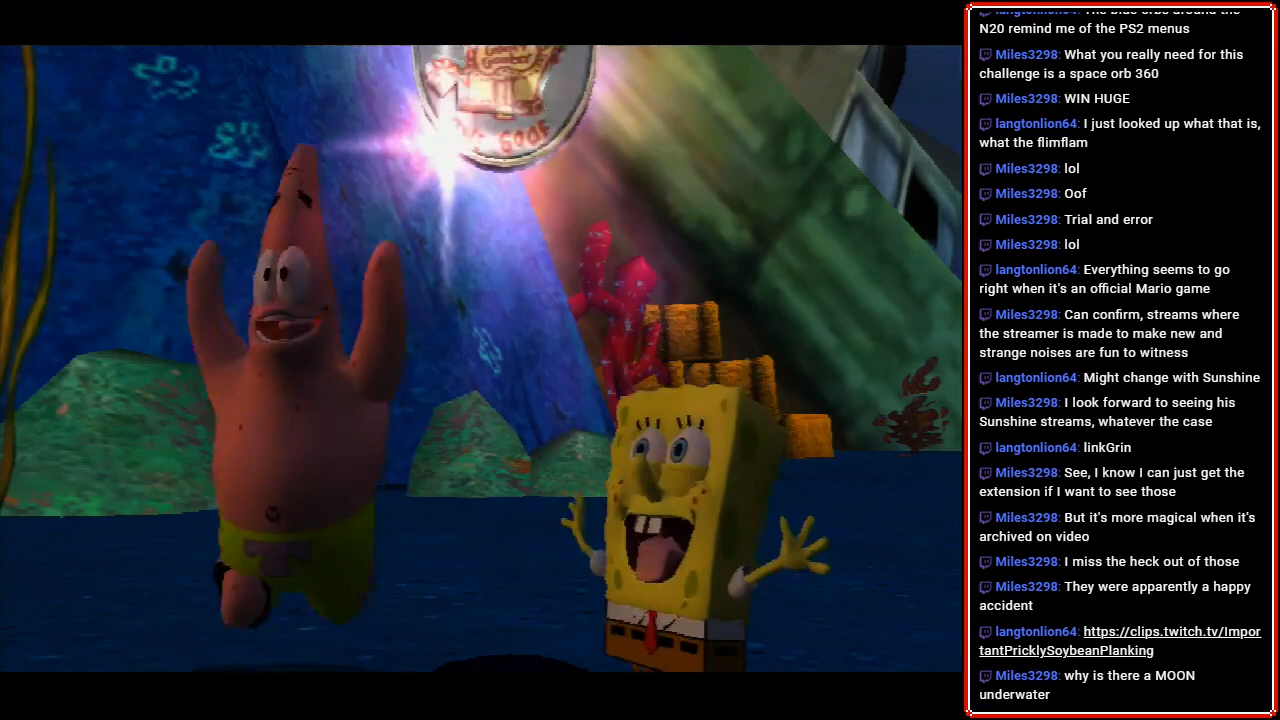 N20 remind me of the PS2 menus
Miles3298: What you really need for this
challenge is a space orb 360
Miles3298: WIN HUGE
langtonlion64: I just looked up what that is,
what the flimflam
Miles3298: lol
Miles3298: Oof
Miles3298: Trial and error
Miles3298: lol
langtonlion64: Everything seems to go
right when it's an official Mario game
Miles3298: Can confirm, streams where
the streamer is made to make new and
strange noises are fun to witness
langtonlion64: Might change with Sunshine
Miles3298: I look forward to seeing his
Sunshine streams, whatever the case
langtonlion64: linkGrin
Miles3298: See, I know I can just get the
extension if I want to see those
Miles3298: But it's more magical when it's
archived on video
Miles3298: I miss the heck out of those
Miles3298: They were apparently a happy
accident
langtonlion64: https://clips.twitch.tv/Impor
tantPricklySoybeanPlanking
Miles3298: why is there a MOON
underwater